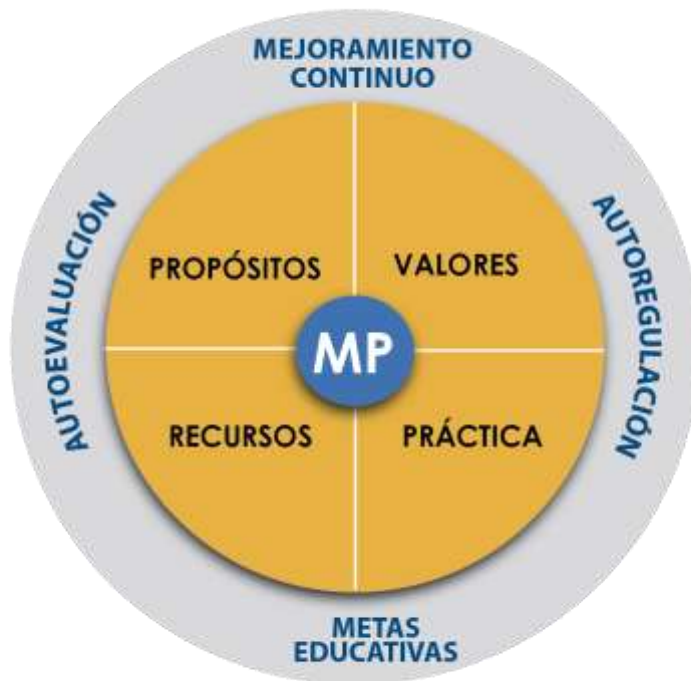 MEJORAMIENTO
CONTINUO
AUTOEVALUACIÓN
AUTOREGULACIÓN
PROPÓSITOS
VALORES
MP
RECURSOS
PRÁCTICA
METAS
EDUCATIVAS